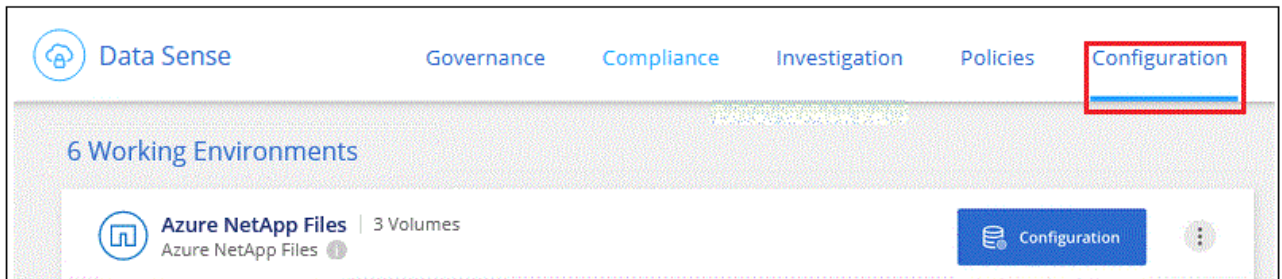 Data Sense Governance Compliance Investigation Policies Configuration
6 Working Environments
Azure NetApp Files | 3 Volumes
Azure NetApp Files
Configuration